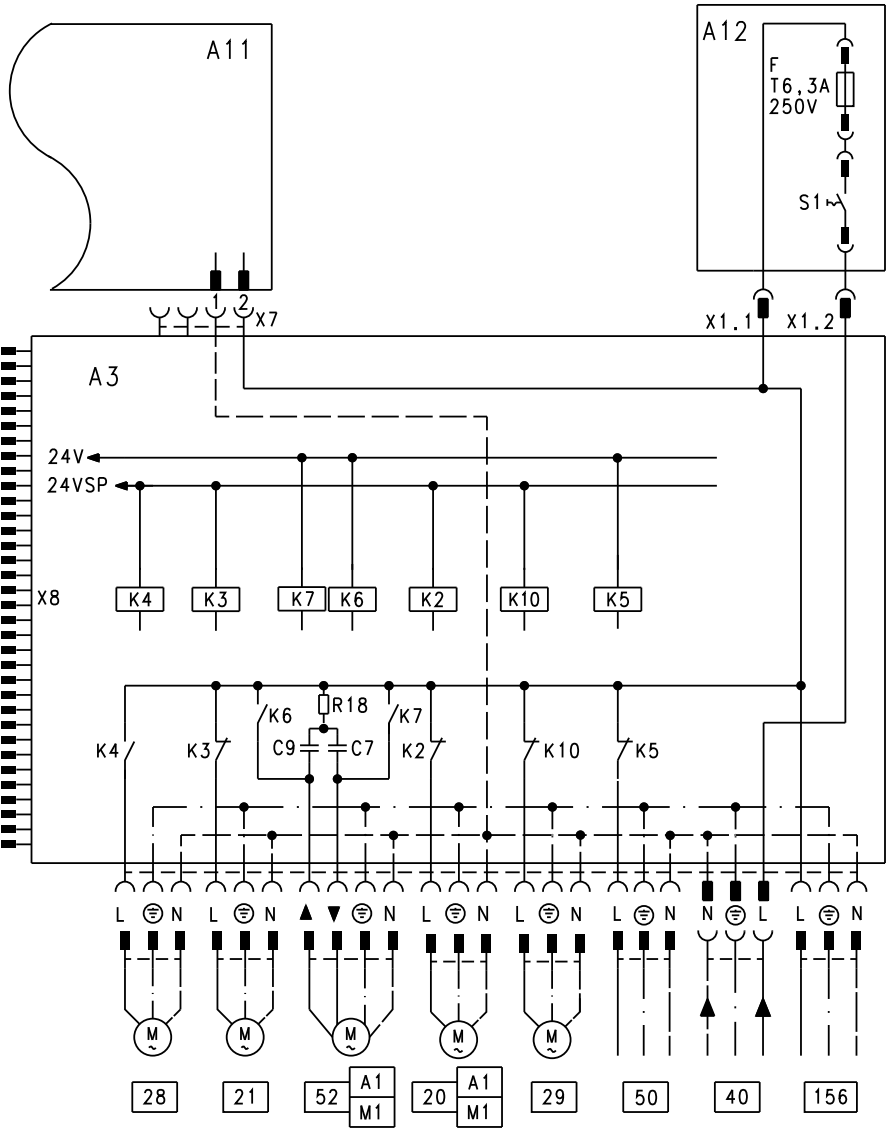 A11
A12
F
T6,3A
250V
S1
1 2
X7
X1.1 X1.2
A3
24V
24VSP
X8
K4 K3 K7 K6 K2 K10 K5
K6 R18 K7
K4 K3 C9 C7 K2 K10 K5
L N L N N L N L N L N N L L N
M M M M M
~ ~ ~ ~ ~
28 21 52 A1 20 A1 29 50 40 156
M1 M1